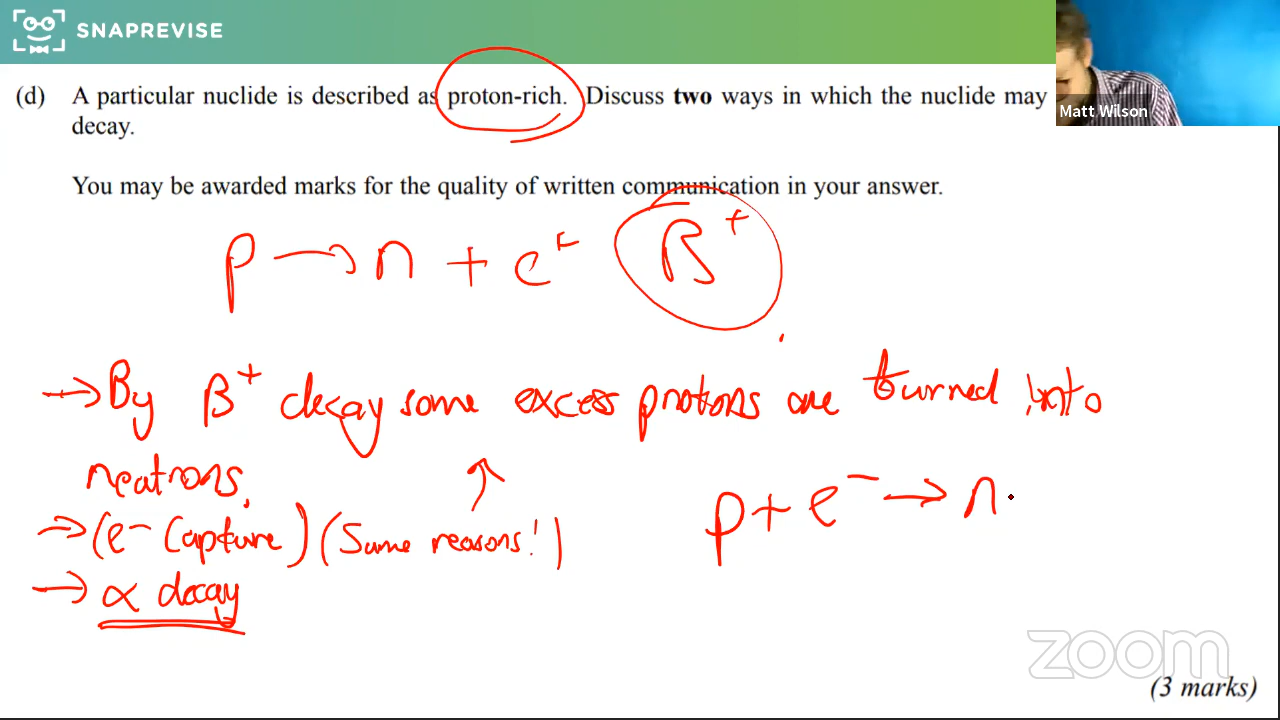 SNAPREVISE
(d) A particular nuclide is described as proton-rich. Discuss two ways in which the nuclide may
decay.
Matt Wilson
You may be awarded marks for the quality of written communication in your answer.
p → n + e⁺ β⁺
→ By β⁺ decay some excess protons are turned into
neutrons.
p + e⁻ → n
→ (e⁻ Capture) (Same reasons!)
→ α decay
zoom
(3 marks)